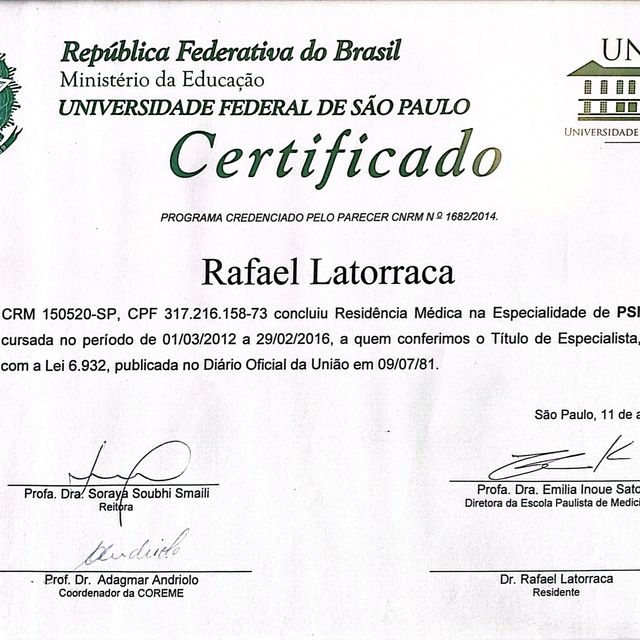 República Federativa do Brasil
Ministério da Educação
UNIVERSIDADE FEDERAL DE SÃO PAULO
UN
UNIVERSIDADE
Certificado
PROGRAMA CREDENCIADO PELO PARECER CNRM N º 1682/2014.
Rafael Latorraca
CRM 150520-SP, CPF 317.216.158-73 concluiu Residência Médica na Especialidade de PSI
cursada no período de 01/03/2012 a 29/02/2016, a quem conferimos o Título de Especialista,
com a Lei 6.932, publicada no Diário Oficial da União em 09/07/81.
São Paulo, 11 de a
Profa. Dra. Soraya Soubhi Smaili
Reitora
Profa. Dra. Emilia Inoue Sato
Diretora da Escola Paulista de Medici
Prof. Dr. Adagmar Andriolo
Coordenador da COREME
Dr. Rafael Latorraca
Residente